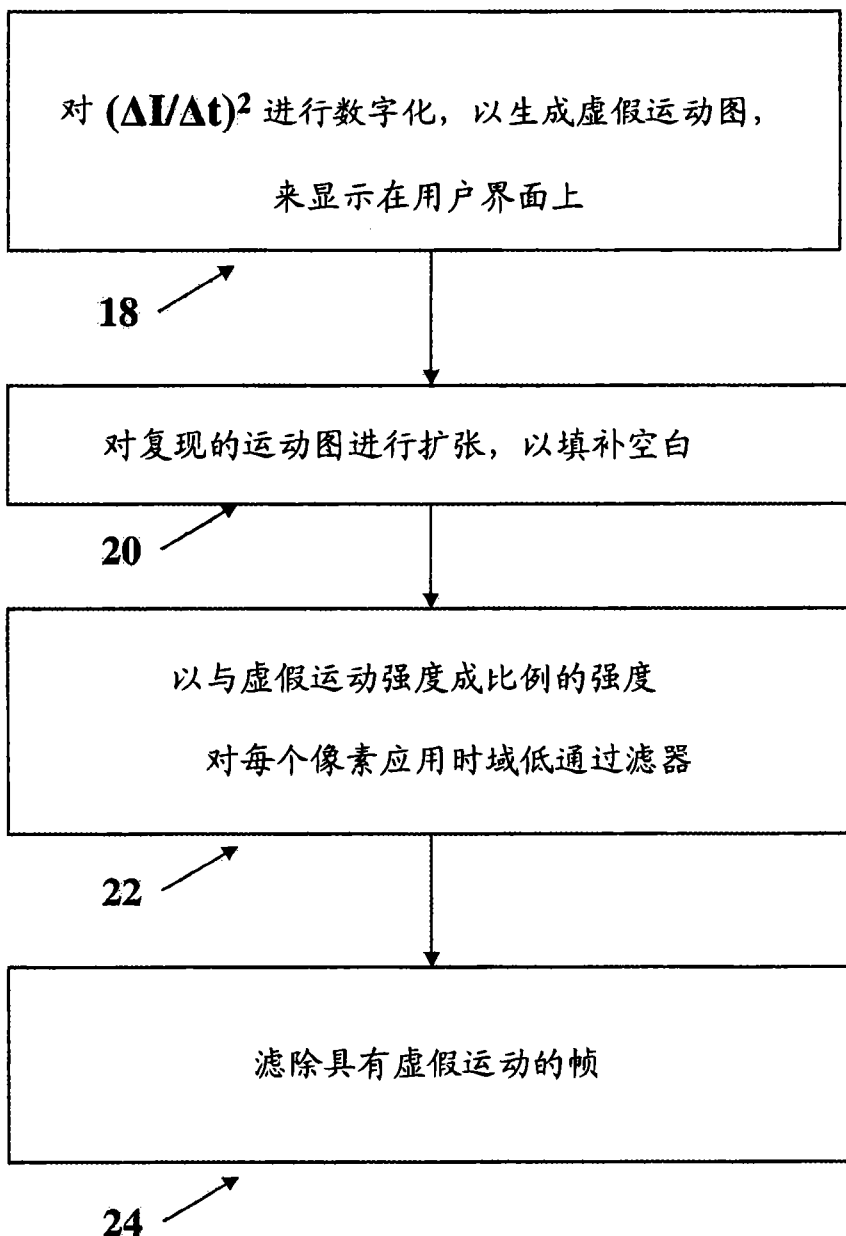 对 (ΔI/Δt)² 进行数字化，以生成虚假运动图，
来显示在用户界面上
18
对复现的运动图进行扩张，以填补空白
20
以与虚假运动强度成比例的强度
对每个像素应用时域低通过滤器
22
滤除具有虚假运动的帧
24